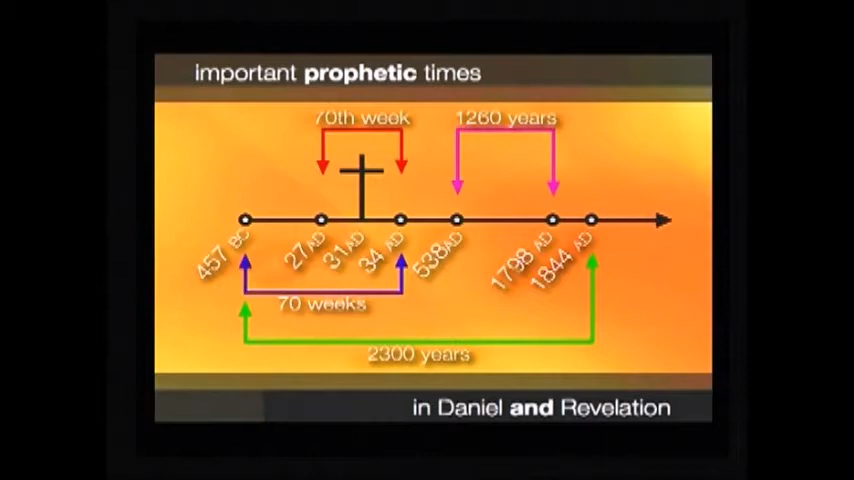 important prophetic times
70th week
1260 years
457 BC
27 AD
31 AD
34 AD
538 AD
1798 AD
1844 AD
70 weeks
2300 years
in Daniel and Revelation